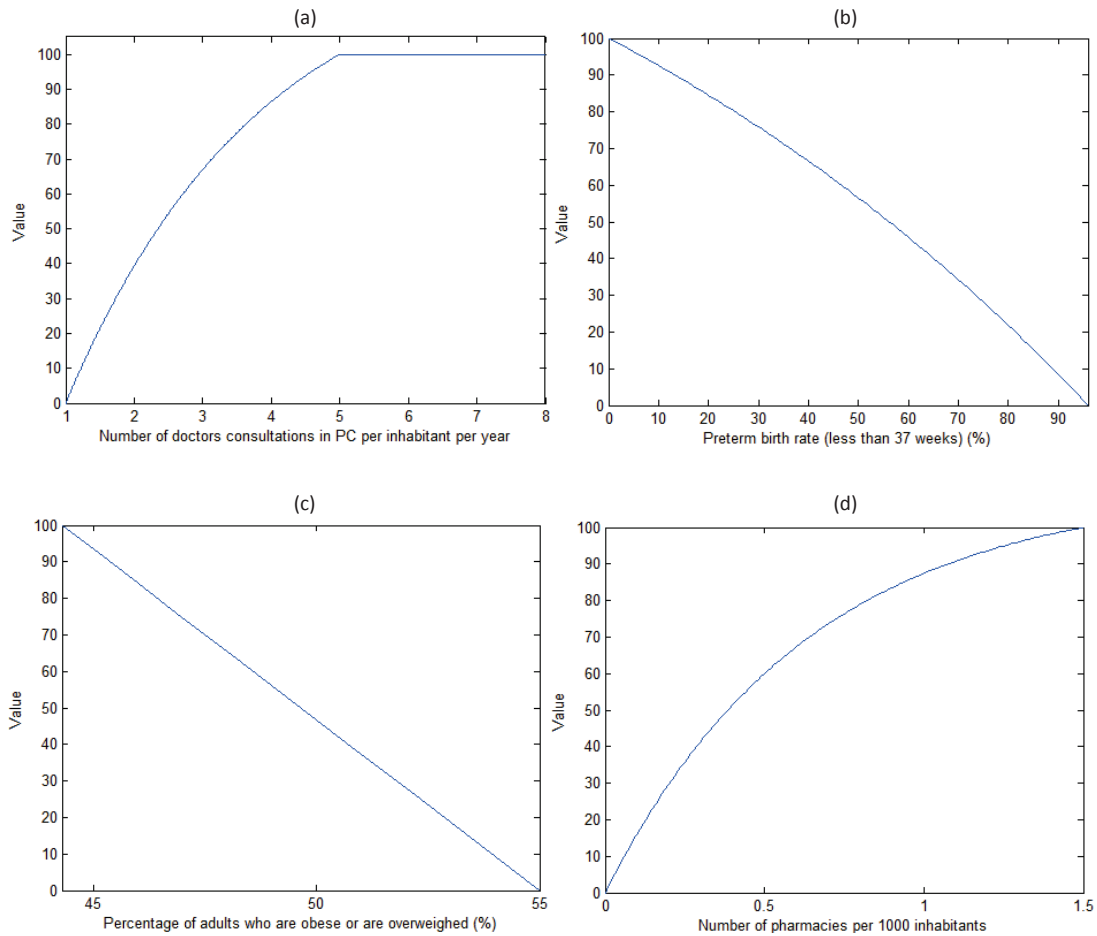 (a)
100
90
80
70
60
50
40
30
20
10
0
Value
1 2 3 4 5 6 7 8
Number of doctors consultations in PC per inhabitant per year
(b)
100
90
80
70
60
50
40
30
20
10
0
Value
0 10 20 30 40 50 60 70 80 90
Preterm birth rate (less than 37 weeks) (%)
(c)
100
90
80
70
60
50
40
30
20
10
0
Value
45 50 55
Percentage of adults who are obese or are overweighed (%)
(d)
100
90
80
70
60
50
40
30
20
10
0
Value
0 0.5 1 1.5
Number of pharmacies per 1000 inhabitants